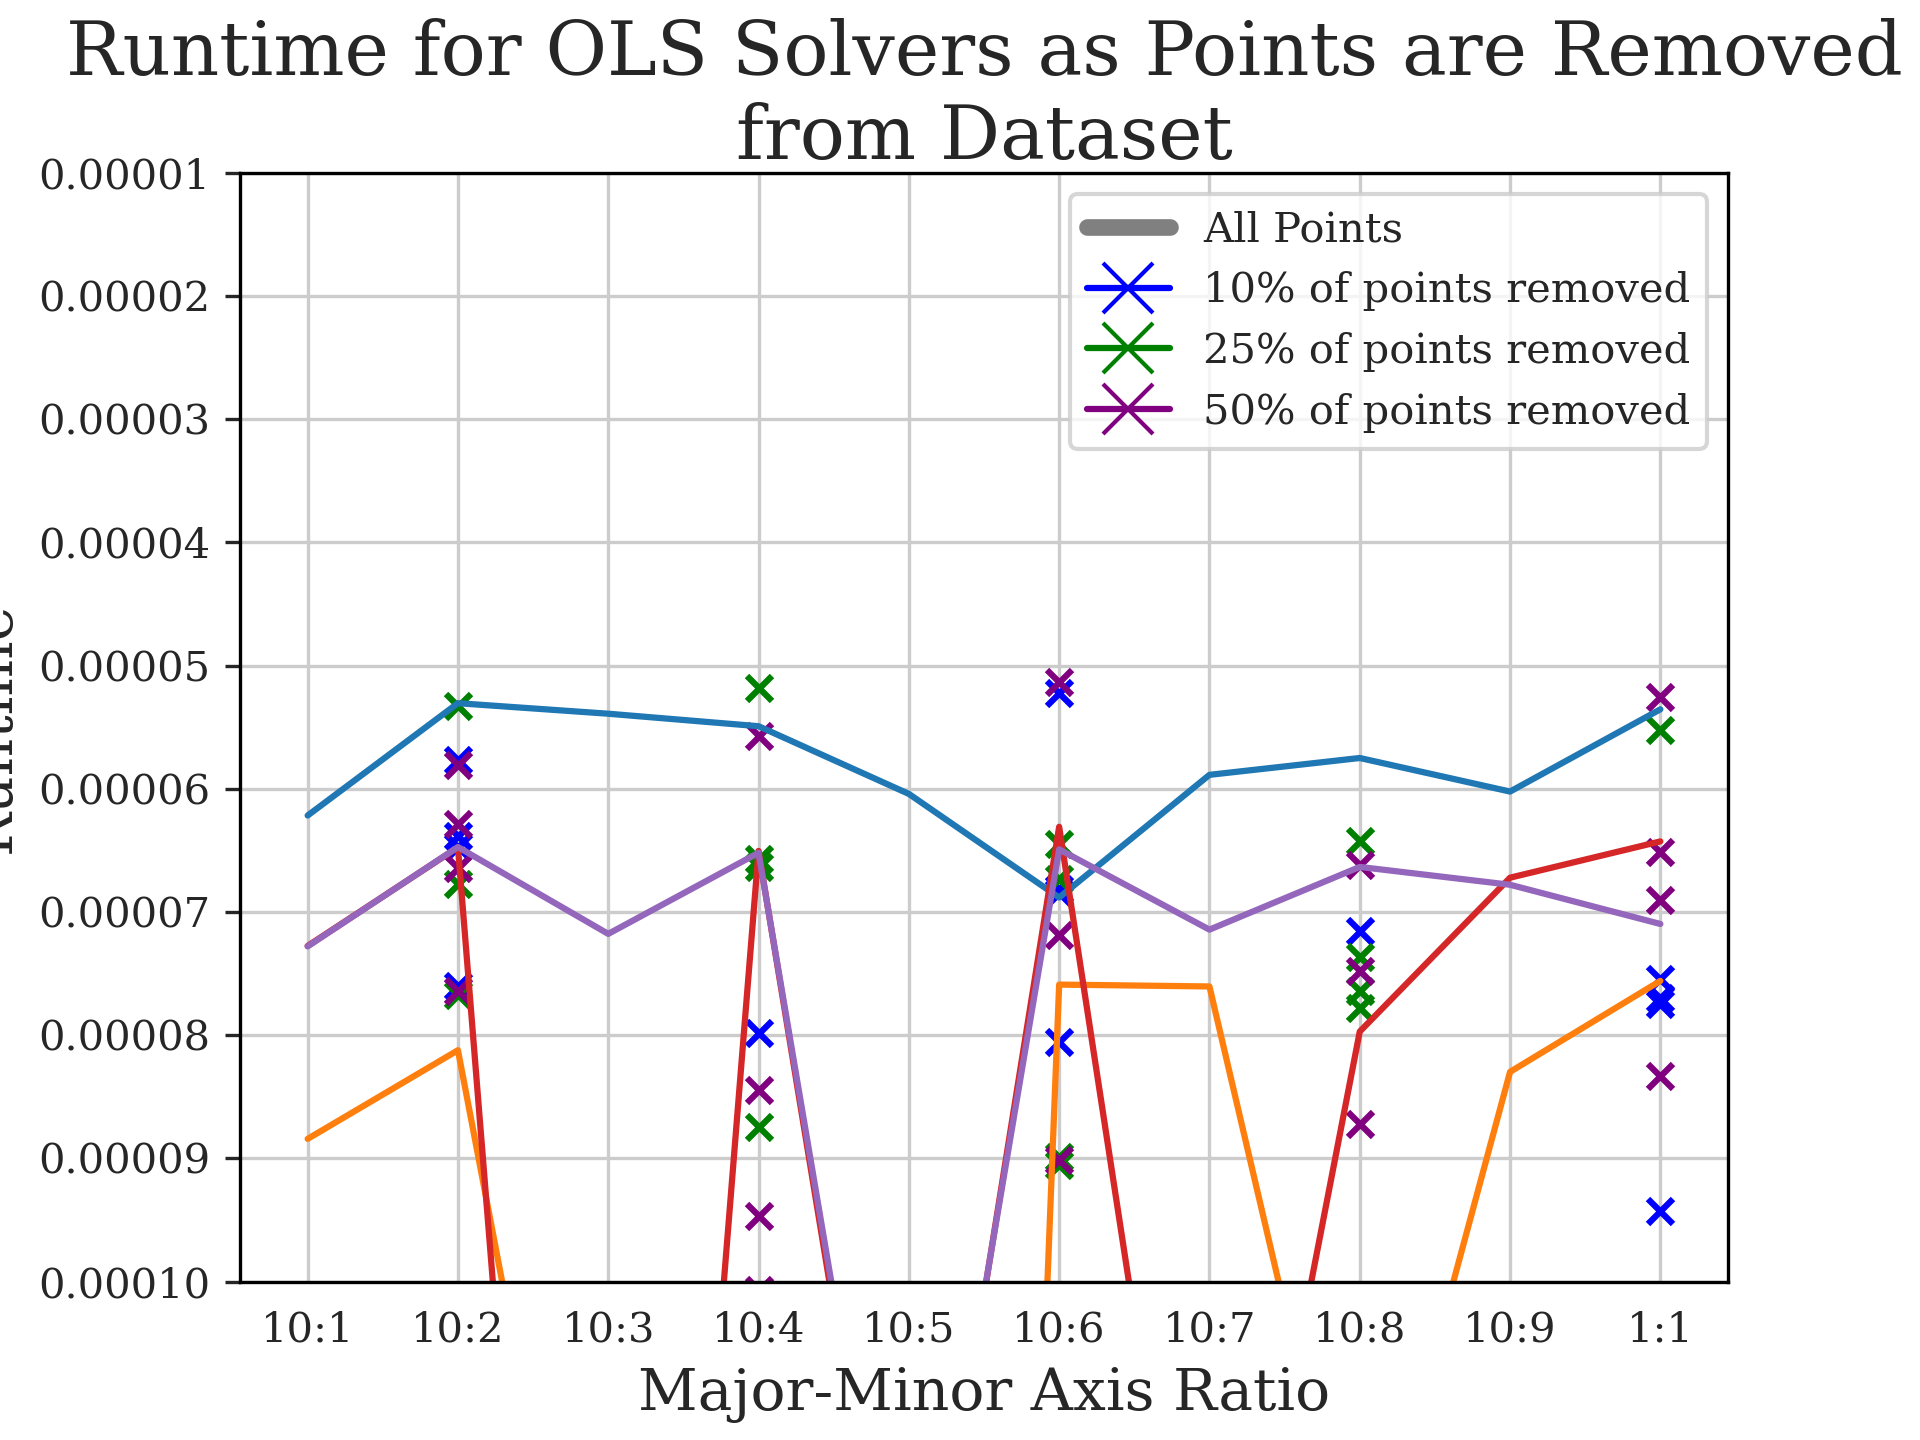 Runtime for OLS Solvers as Points are Removed
from Dataset
0.00001
0.00002
0.00003
0.00004
0.00005
0.00006
0.00007
0.00008
0.00009
0.00010
Runtime
All Points
10% of points removed
25% of points removed
50% of points removed
10:1 10:2 10:3 10:4 10:5 10:6 10:7 10:8 10:9 1:1
Major-Minor Axis Ratio